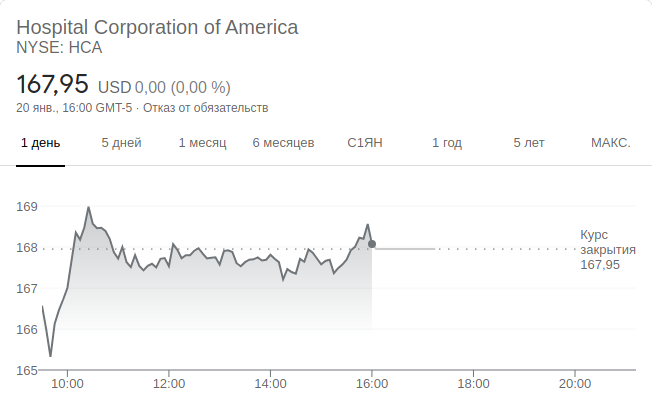 Hospital Corporation of America
NYSE: HCA
167,95 USD 0,00 (0,00 %)
20 янв., 16:00 GMT-5 · Отказ от обязательств
1 день 5 дней 1 месяц 6 месяцев С1ЯН 1 год 5 лет МАКС.
169
168
167
166
165
Курс
закрытия
167,95
10:00 12:00 14:00 16:00 18:00 20:00